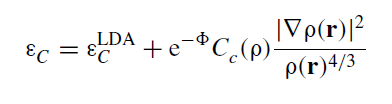 ε_C = ε_C^LDA + e^−Φ C_c(ρ) |∇ρ(r)|² / ρ(r)^4/3